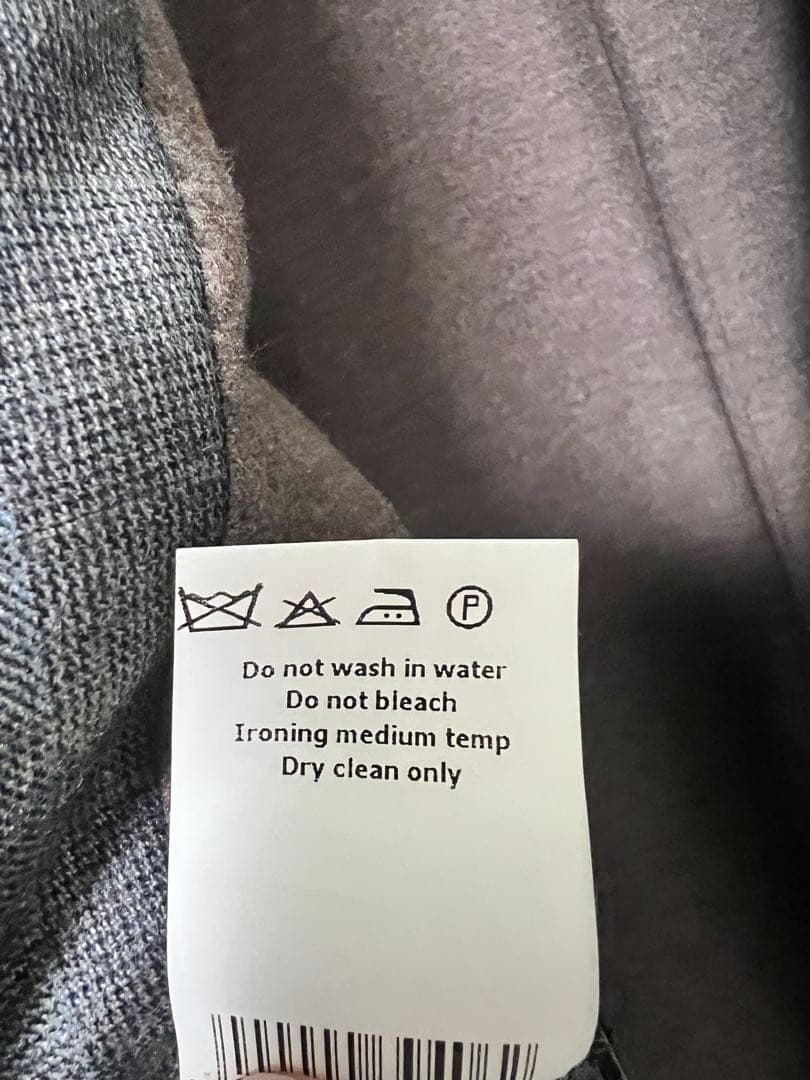 P
Do not wash in water
Do not bleach
Ironing medium temp
Dry clean only